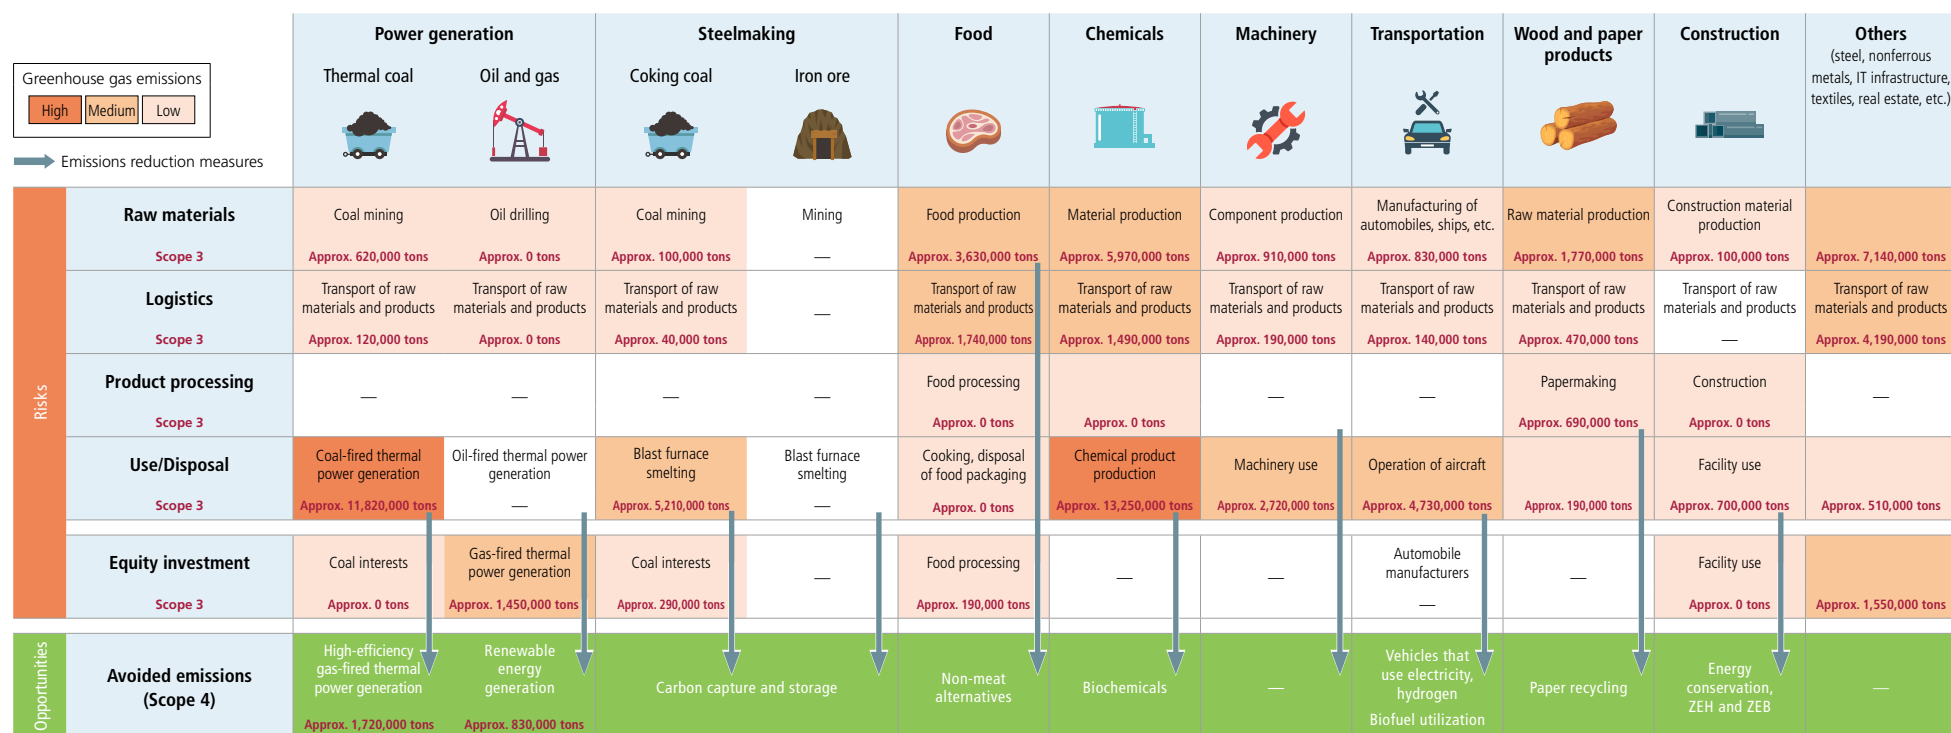 Greenhouse gas emissions
High Medium Low
Emissions reduction measures
Power generation
Thermal coal
Oil and gas
Steelmaking
Coking coal
Iron ore
Food
Chemicals
Machinery
Transportation
Wood and paper
products
Construction
Others
(steel, nonferrous
metals, IT infrastructure,
textiles, real estate, etc.)
Risks
Raw materials
Scope 3
Coal mining
Approx. 620,000 tons
Oil drilling
Approx. 0 tons
Coal mining
Approx. 100,000 tons
Mining
—
Food production
Approx. 3,630,000 tons
Material production
Approx. 5,970,000 tons
Component production
Approx. 910,000 tons
Manufacturing of
automobiles, ships, etc.
Approx. 830,000 tons
Raw material production
Approx. 1,770,000 tons
Construction material
production
Approx. 100,000 tons
Approx. 7,140,000 tons
Logistics
Scope 3
Transport of raw
materials and products
Approx. 120,000 tons
Transport of raw
materials and products
Approx. 0 tons
Transport of raw
materials and products
Approx. 40,000 tons
—
Transport of raw
materials and products
Approx. 1,740,000 tons
Transport of raw
materials and products
Approx. 1,490,000 tons
Transport of raw
materials and products
Approx. 190,000 tons
Transport of raw
materials and products
Approx. 140,000 tons
Transport of raw
materials and products
Approx. 470,000 tons
Transport of raw
materials and products
—
Transport of raw
materials and products
Approx. 4,190,000 tons
Product processing
Scope 3
—
—
—
—
Food processing
Approx. 0 tons
Approx. 0 tons
—
—
Papermaking
Approx. 690,000 tons
Construction
Approx. 0 tons
—
Use/Disposal
Scope 3
Coal-fired thermal
power generation
Approx. 11,820,000 tons
Oil-fired thermal power
generation
—
Blast furnace
smelting
Approx. 5,210,000 tons
Blast furnace
smelting
—
Cooking, disposal
of food packaging
Approx. 0 tons
Chemical product
production
Approx. 13,250,000 tons
Machinery use
Approx. 2,720,000 tons
Operation of aircraft
Approx. 4,730,000 tons
Approx. 190,000 tons
Facility use
Approx. 700,000 tons
Approx. 510,000 tons
Equity investment
Scope 3
Coal interests
Approx. 0 tons
Gas-fired thermal
power generation
Approx. 1,450,000 tons
Coal interests
Approx. 290,000 tons
—
Food processing
Approx. 190,000 tons
—
—
Automobile
manufacturers
—
—
Facility use
Approx. 0 tons
Approx. 1,550,000 tons
Opportunities
Avoided emissions
(Scope 4)
High-efficiency
gas-fired thermal
power generation
Approx. 1,720,000 tons
Renewable
energy
generation
Approx. 830,000 tons
Carbon capture and storage
Non-meat
alternatives
Biochemicals
—
Vehicles that
use electricity,
hydrogen
Biofuel utilization
Paper recycling
Energy
conservation,
ZEH and ZEB
—